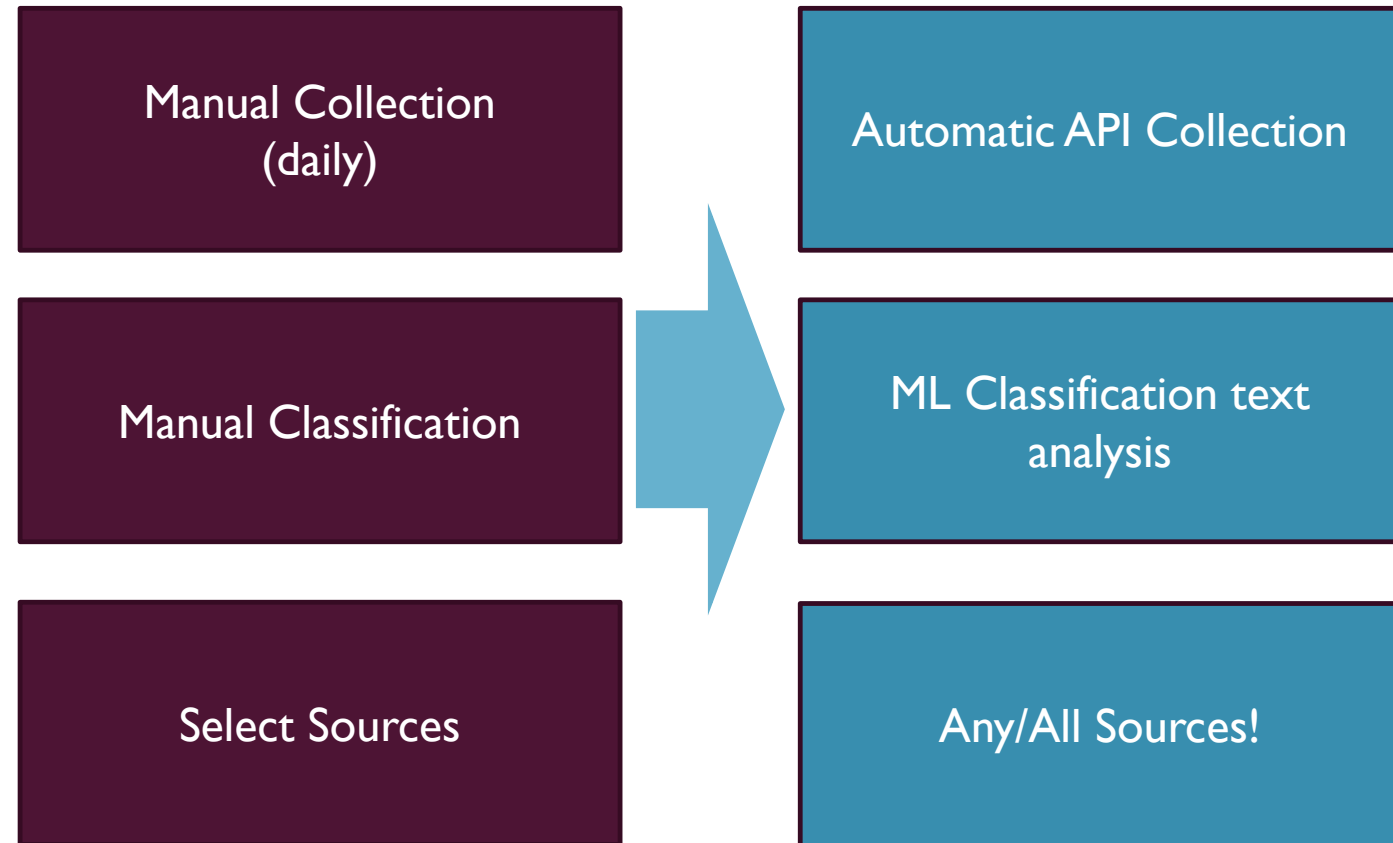 Manual Collection
(daily)
Automatic API Collection
Manual Classification
ML Classification text
analysis
Select Sources
Any/All Sources!